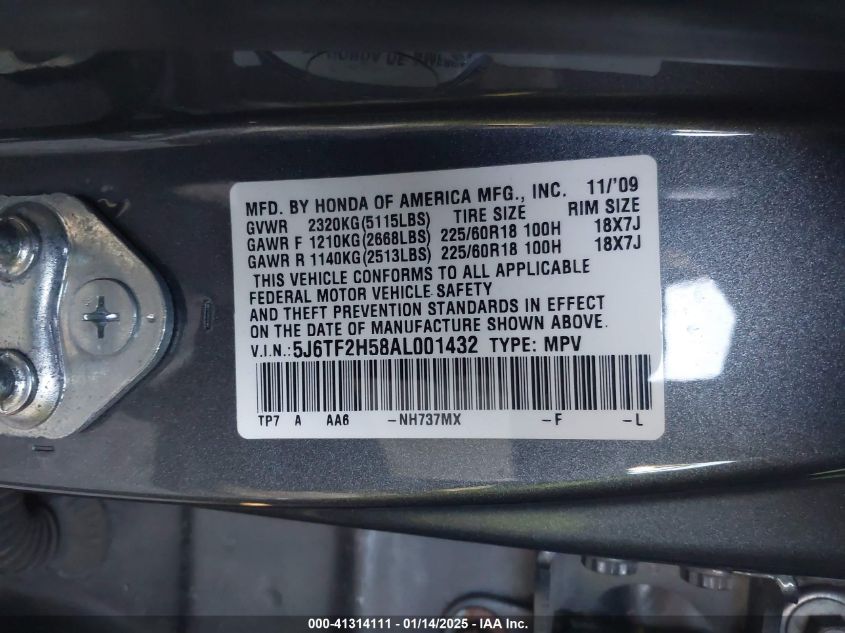 MFD. BY HONDA OF AMERICA MFG., INC. 11/'09
GVWR 2320KG(5115LBS) TIRE SIZE RIM SIZE
GAWR F 1210KG(2668LBS) 225/60R18 100H 18X7J
GAWR R 1140KG(2513LBS) 225/60R18 100H 18X7J
THIS VEHICLE CONFORMS TO ALL APPLICABLE
FEDERAL MOTOR VEHICLE SAFETY
AND THEFT PREVENTION STANDARDS IN EFFECT
ON THE DATE OF MANUFACTURE SHOWN ABOVE.
V.I.N.: 5J6TF2H58AL001432 TYPE: MPV
TP7 A AA6 -NH737MX -F -L
000-41314111 - 01/14/2025 - IAA Inc.